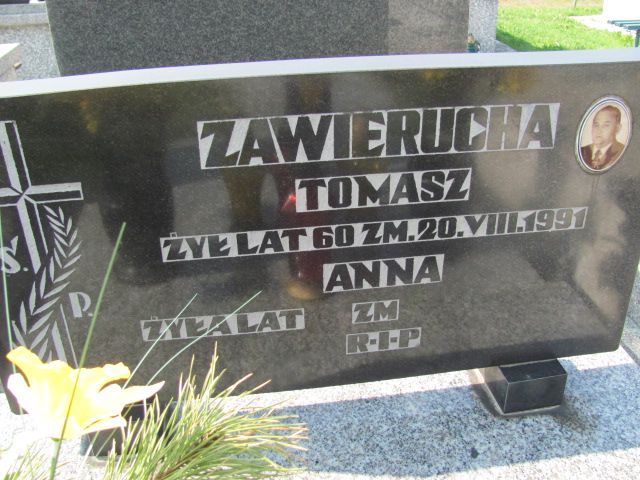 ZAWIERUCHA
TOMASZ
ŻYŁ LAT 60 ZM. 20. VIII. 1991
ANNA
ŻYŁA LAT ZM
R-I-P
Ś.
P.